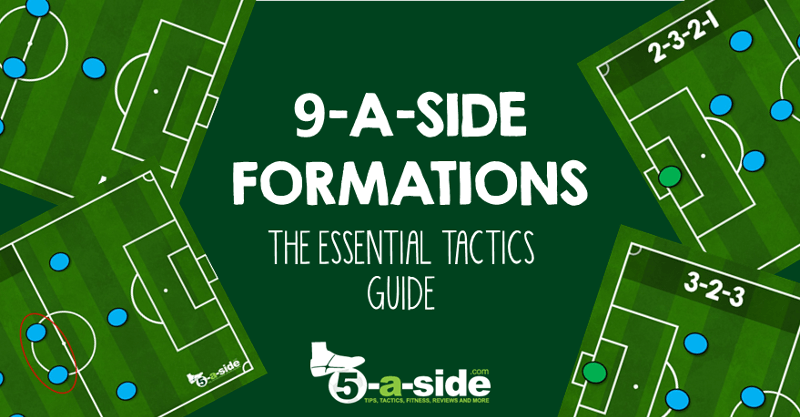 9-A-SIDE
FORMATIONS
THE ESSENTIAL TACTICS
GUIDE
2-3-2-1
3-2-3
5-a-side
5-a-side.com
TIPS, TACTICS, FITNESS, REVIEWS AND MORE